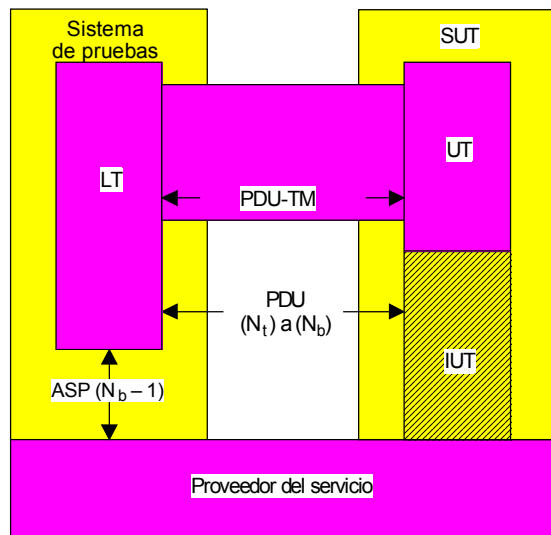 Sistema
de pruebas
SUT
UT
LT
PDU-TM
PDU
(Nt) a (Nb)
IUT
ASP (Nb – 1)
Proveedor del servicio